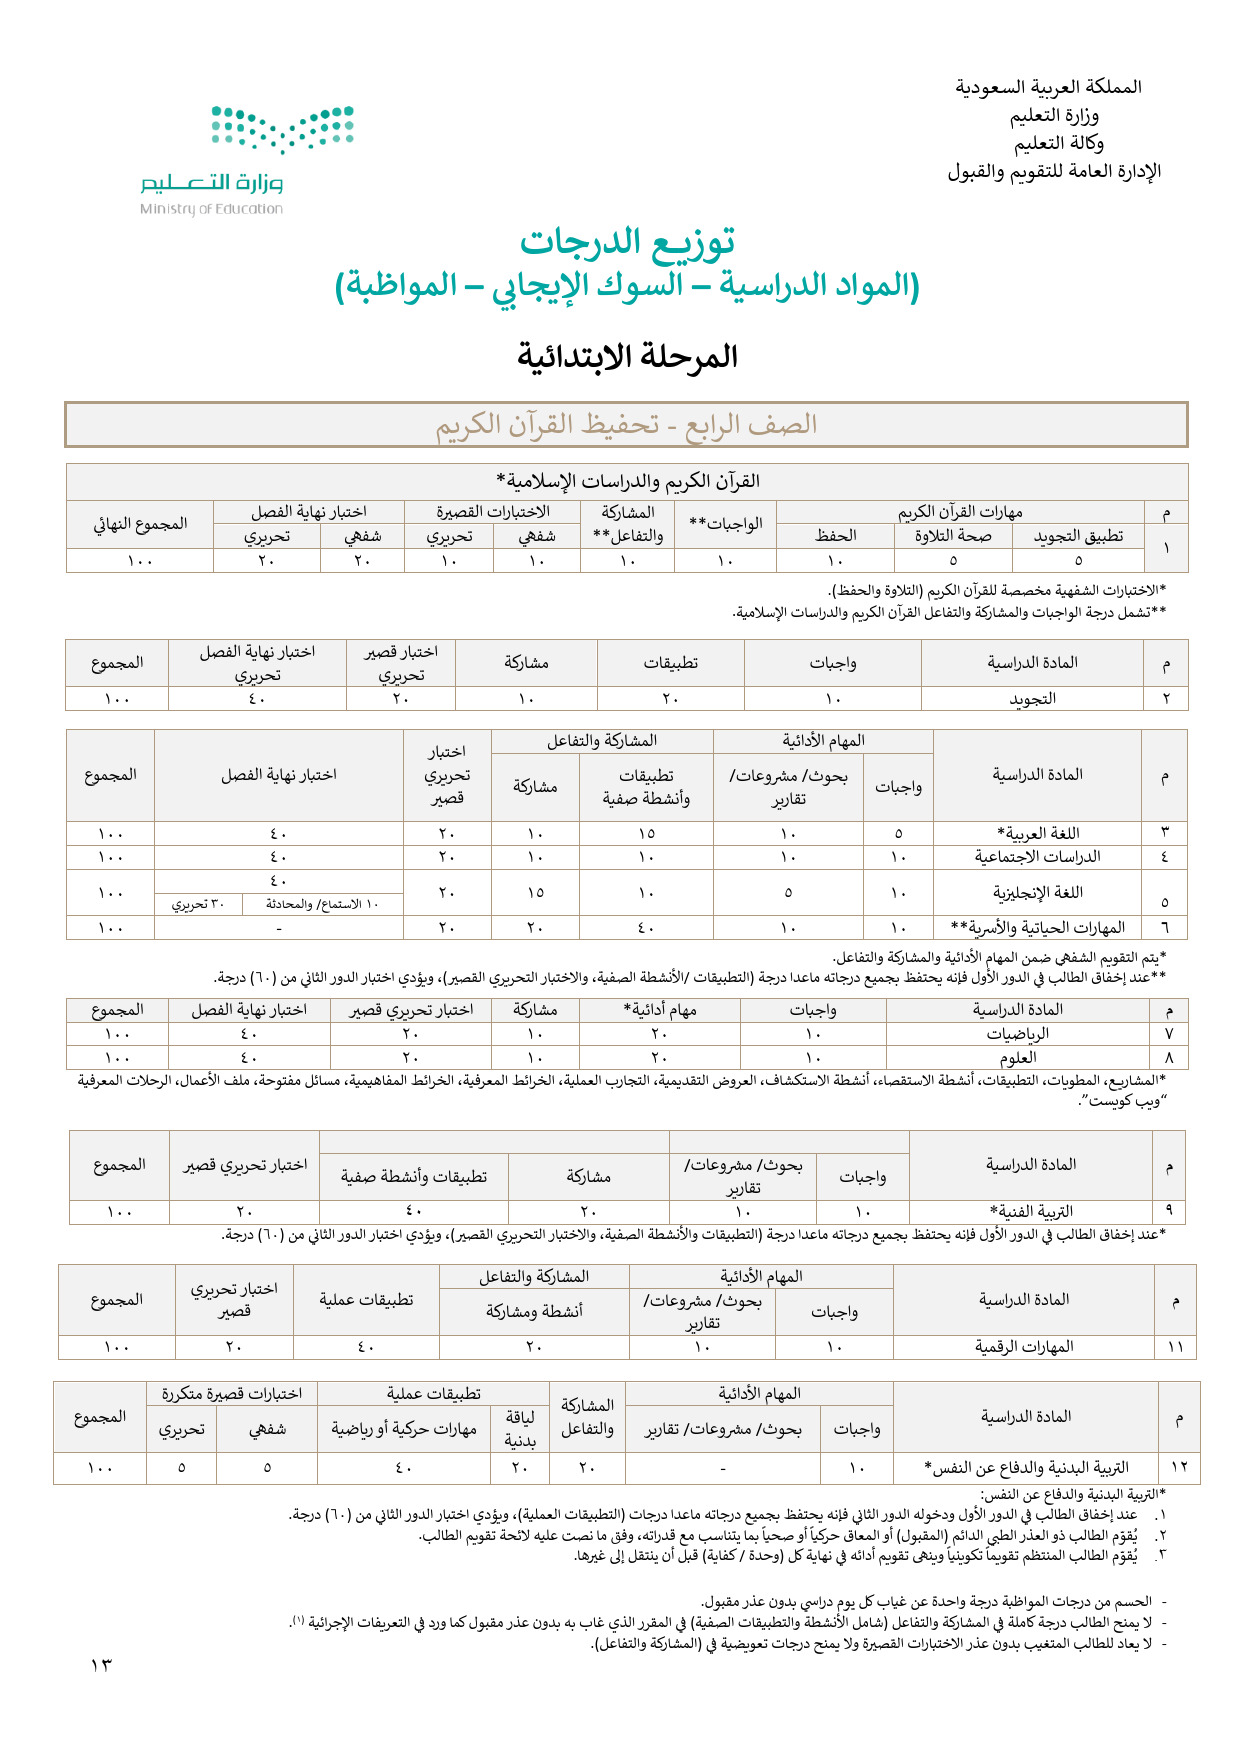 المملكة العربية السعودية
وزارة التعليم
وكالة التعليم
الإدارة العامة للتقويم والقبول
وزارة التعـــليم
Ministry of Education
توزيع الدرجات
(المواد الدراسية – السوك الإيجابي – المواظبة)
المرحلة الابتدائية
الصف الرابع - تحفيظ القرآن الكريم
القرآن الكريم والدراسات الإسلامية*
م مهارات القرآن الكريم الواجبات** المشاركة والتفاعل** الاختبارات القصيرة اختبار نهاية الفصل المجموع النهائي
١ تطبيق التجويد صحة التلاوة الحفظ شفهي تحريري شفهي تحريري
٥ ٥ ١٠ ١٠ ١٠ ١٠ ١٠ ٢٠ ٢٠ ١٠٠
*الاختبارات الشفهية مخصصة للقرآن الكريم (التلاوة والحفظ).
**تشمل درجة الواجبات والمشاركة والتفاعل القرآن الكريم والدراسات الإسلامية.
م المادة الدراسية واجبات تطبيقات مشاركة اختبار قصير تحريري اختبار نهاية الفصل تحريري المجموع
٢ التجويد ١٠ ٢٠ ١٠ ٢٠ ٤٠ ١٠٠
م المادة الدراسية المهام الأدائية المشاركة والتفاعل اختبار تحريري قصير اختبار نهاية الفصل المجموع
واجبات بحوث/ مشروعات/ تقارير تطبيقات وأنشطة صفية مشاركة
٣ اللغة العربية* ٥ ١٠ ١٥ ١٠ ٢٠ ٤٠ ١٠٠
٤ الدراسات الاجتماعية ١٠ ١٠ ١٠ ١٠ ٢٠ ٤٠ ١٠٠
٥ اللغة الإنجليزية ١٠ ٥ ١٠ ١٥ ٢٠ ٤٠ ١٠٠
١٠ الاستماع/ والمحادثة ٣٠ تحريري
٦ المهارات الحياتية والأسرية** ١٠ ١٠ ٤٠ ٢٠ ٢٠ - ١٠٠
*يتم التقويم الشفهي ضمن المهام الأدائية والمشاركة والتفاعل.
**عند إخفاق الطالب في الدور الأول فإنه يحتفظ بجميع درجاته ماعدا درجة (التطبيقات /الأنشطة الصفية، والاختبار التحريري القصير)، ويؤدي اختبار الدور الثاني من (٦٠) درجة.
م المادة الدراسية واجبات مهام أدائية* مشاركة اختبار تحريري قصير اختبار نهاية الفصل المجموع
٧ الرياضيات ١٠ ٢٠ ١٠ ٢٠ ٤٠ ١٠٠
٨ العلوم ١٠ ٢٠ ١٠ ٢٠ ٤٠ ١٠٠
*المشاريع، المطويات، التطبيقات، أنشطة الاستقصاء، أنشطة الاستكشاف، العروض التقديمية، التجارب العملية، الخرائط المعرفية، الخرائط المفاهيمية، مسائل مفتوحة، ملف الأعمال، الرحلات المعرفية
“ويب كويست”.
م المادة الدراسية واجبات بحوث/ مشروعات/ تقارير مشاركة تطبيقات وأنشطة صفية اختبار تحريري قصير المجموع
٩ التربية الفنية* ١٠ ١٠ ٢٠ ٤٠ ٢٠ ١٠٠
*عند إخفاق الطالب في الدور الأول فإنه يحتفظ بجميع درجاته ماعدا درجة (التطبيقات والأنشطة الصفية، والاختبار التحريري القصير)، ويؤدي اختبار الدور الثاني من (٦٠) درجة.
م المادة الدراسية المهام الأدائية المشاركة والتفاعل تطبيقات عملية اختبار تحريري قصير المجموع
واجبات بحوث/ مشروعات/ تقارير أنشطة ومشاركة
١١ المهارات الرقمية ١٠ ١٠ ٢٠ ٤٠ ٢٠ ١٠٠
م المادة الدراسية المهام الأدائية المشاركة والتفاعل تطبيقات عملية اختبارات قصيرة متكررة المجموع
واجبات بحوث/ مشروعات/ تقارير لياقة بدنية مهارات حركية أو رياضية شفهي تحريري
١٢ التربية البدنية والدفاع عن النفس* ١٠ - ٢٠ ٢٠ ٤٠ ٥ ٥ ١٠٠
*التربية البدنية والدفاع عن النفس:
١. عند إخفاق الطالب في الدور الأول ودخوله الدور الثاني فإنه يحتفظ بجميع درجاته ماعدا درجات (التطبيقات العملية)، ويؤدي اختبار الدور الثاني من (٦٠) درجة.
٢. يُقوّم الطالب ذو العذر الطبي الدائم (المقبول) أو المعاق حركياً أو صحياً بما يتناسب مع قدراته، وفق ما نصت عليه لائحة تقويم الطالب.
٣. يُقوّم الطالب المنتظم تقويماً تكوينياً وينهى تقويم أدائه في نهاية كل (وحدة / كفاية) قبل أن ينتقل إلى غيرها.
- الحسم من درجات المواظبة درجة واحدة عن غياب كل يوم دراسي بدون عذر مقبول.
- لا يمنح الطالب درجة كاملة في المشاركة والتفاعل (شامل الأنشطة والتطبيقات الصفية) في المقرر الذي غاب به بدون عذر مقبول كما ورد في التعريفات الإجرائية (١).
- لا يعاد للطالب المتغيب بدون عذر الاختبارات القصيرة ولا يمنح درجات تعويضية في (المشاركة والتفاعل).
١٣